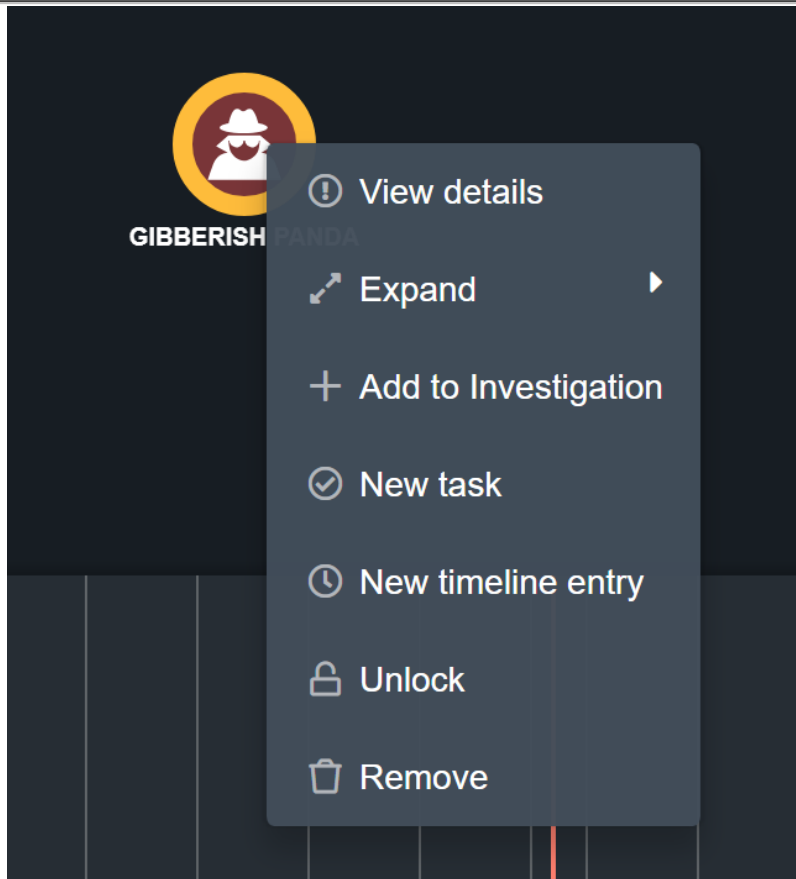 GIBBERISH PANDA
View details
Expand
Add to Investigation
New task
New timeline entry
Unlock
Remove